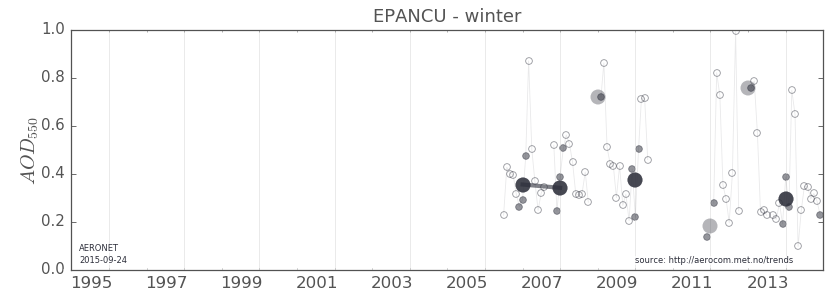 EPANCU - winter
1.0
0.8
0.6
0.4
0.2
0.0
AOD550
AERONET
2015-09-24
source: http://aerocom.met.no/trends
1995 1997 1999 2001 2003 2005 2007 2009 2011 2013